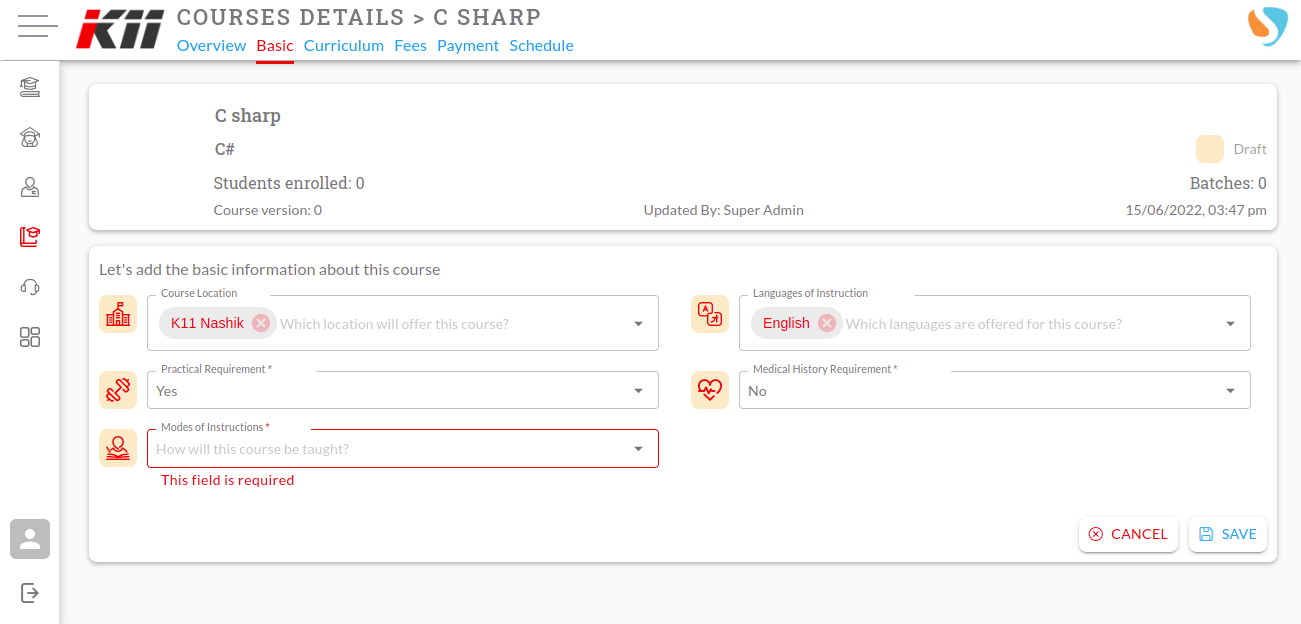 K11
COURSES DETAILS > C SHARP
Overview Basic Curriculum Fees Payment Schedule
C sharp
C#
Draft
Students enrolled: 0
Batches: 0
Course version: 0
Updated By: Super Admin
15/06/2022, 03:47 pm
Let's add the basic information about this course
Course Location
K11 Nashik
Which location will offer this course?
Languages of Instruction
English
Which languages are offered for this course?
Practical Requirement *
Yes
Medical History Requirement *
No
Modes of Instructions *
How will this course be taught?
This field is required
CANCEL
SAVE